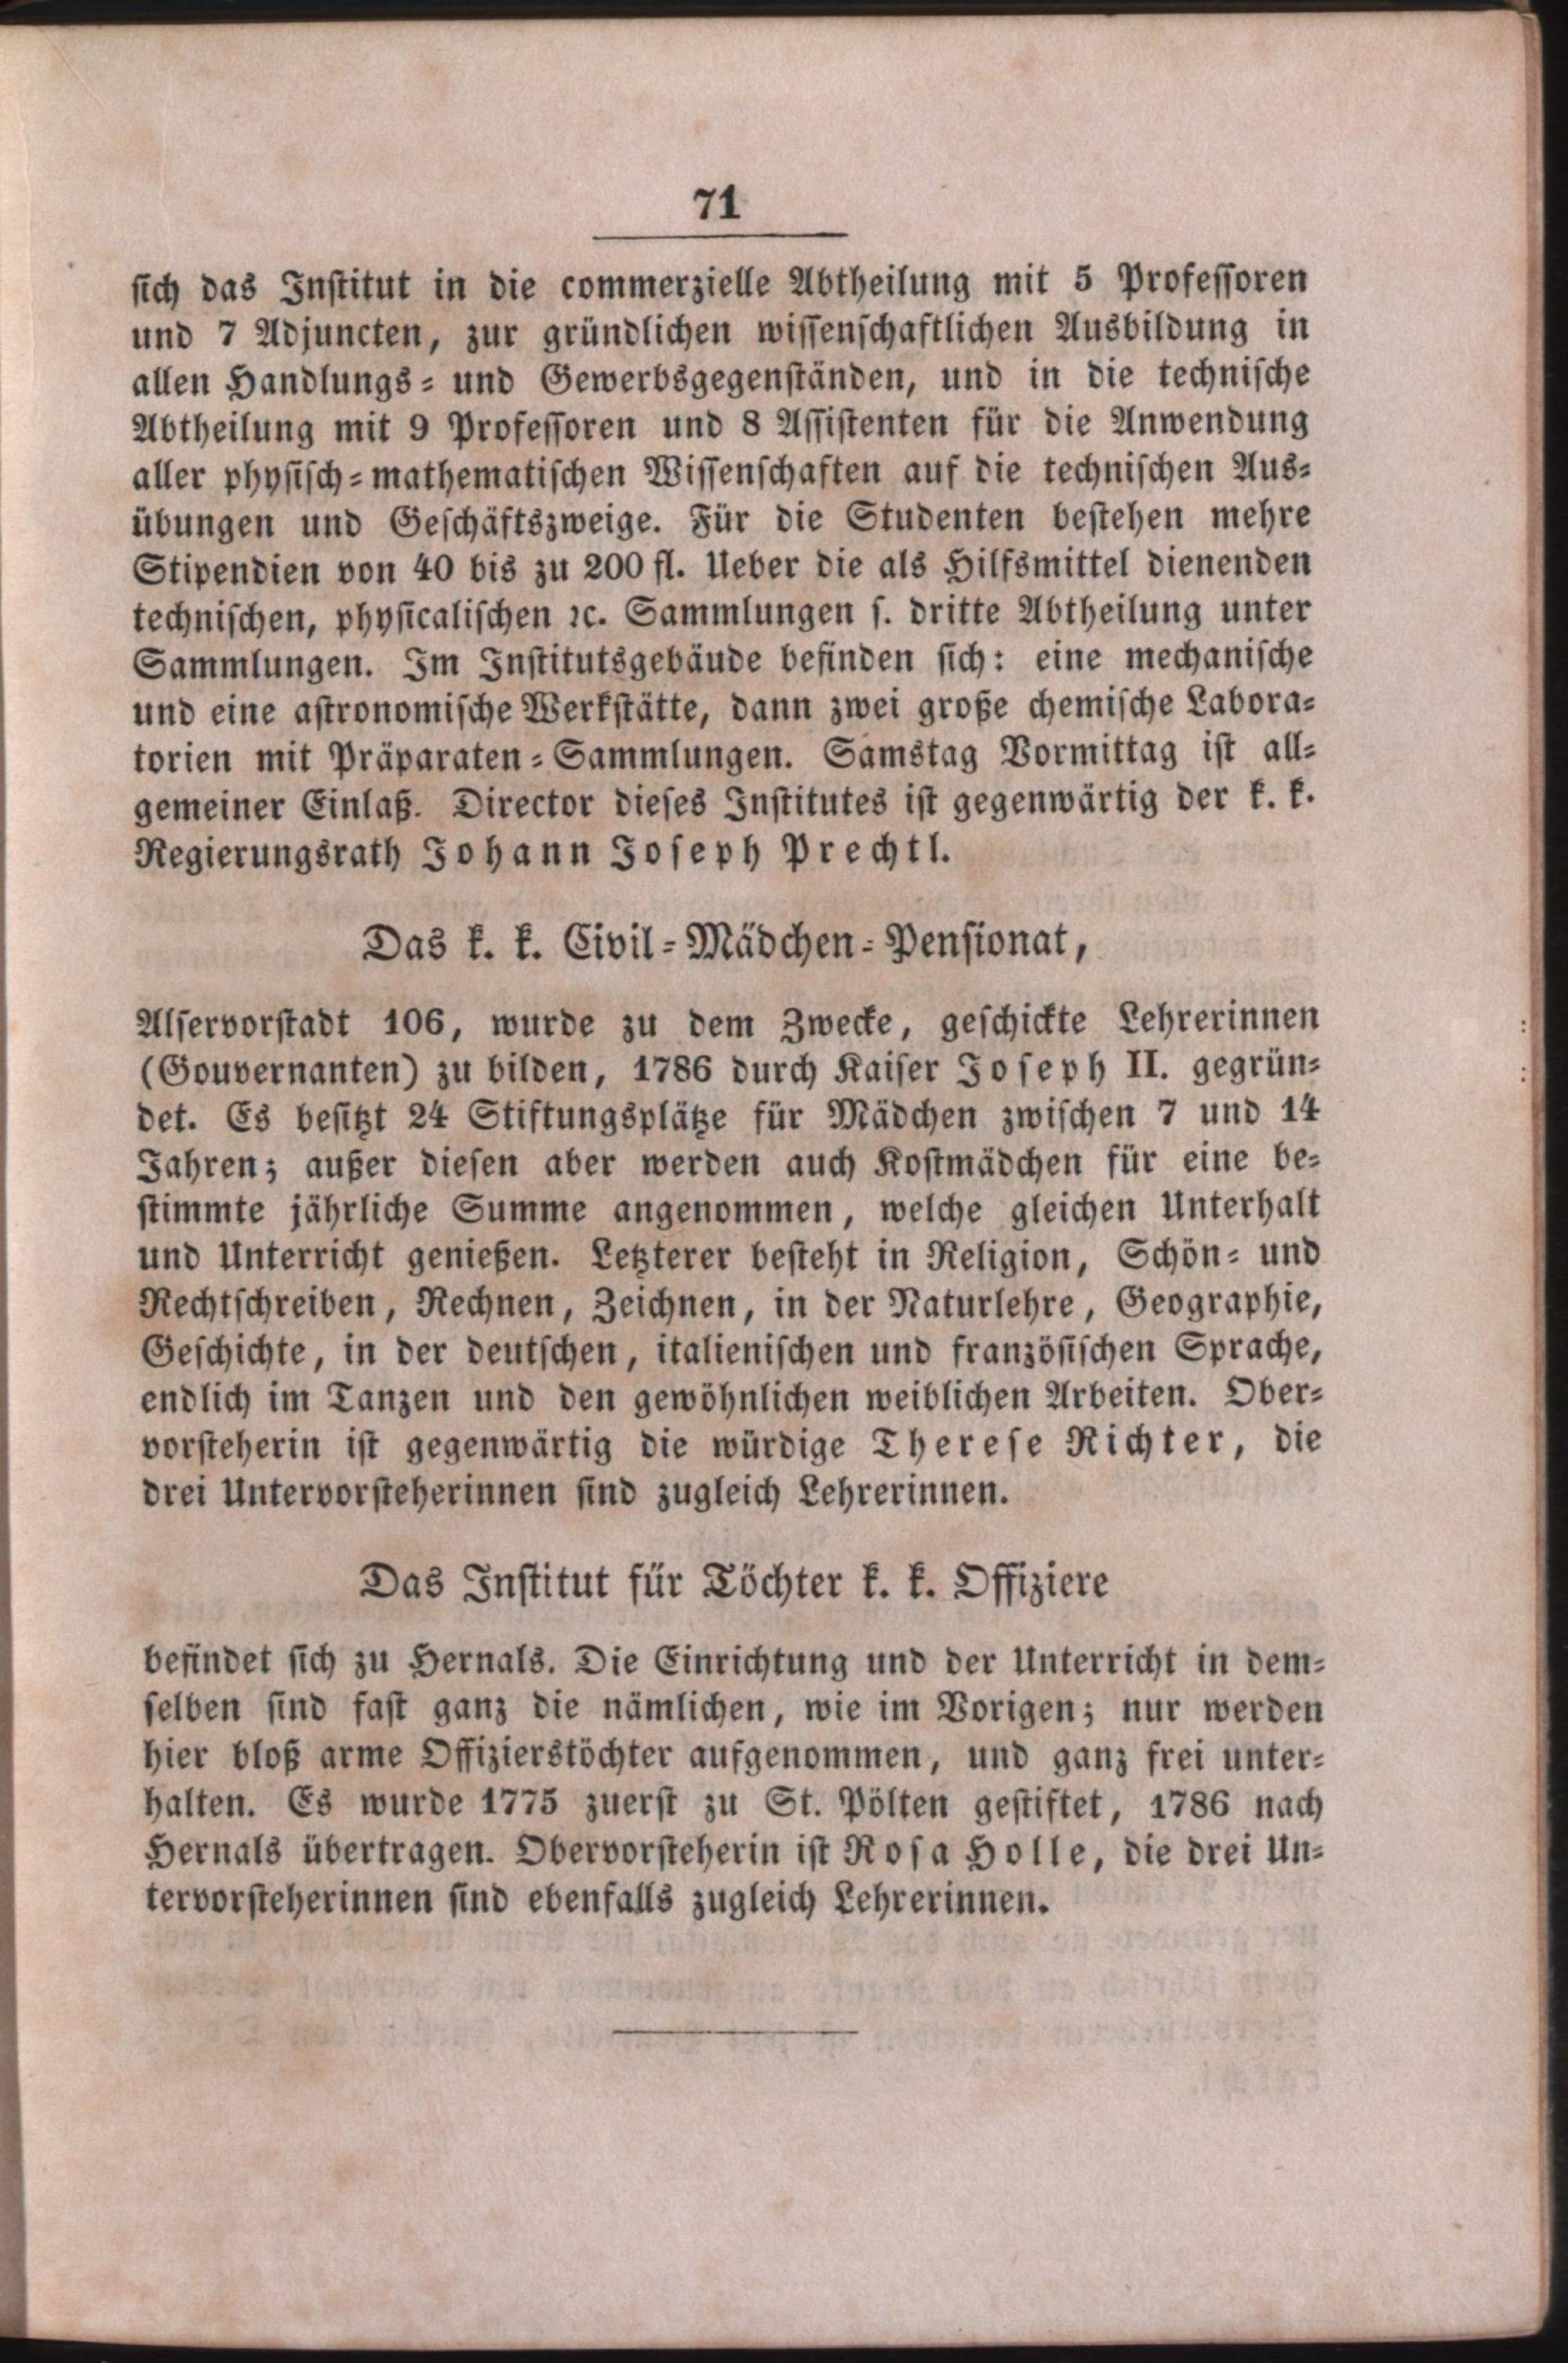 71
sich das Institut in die commerzielle Abtheilung mit 5 Professoren
und 7 Adjuncten, zur gründlichen wissenschaftlichen Ausbildung in
allen Handlungs- und Gewerbsgegenständen, und in die technische
Abtheilung mit 9 Professoren und 8 Assistenten für die Anwendung
aller physisch-mathematischen Wissenschaften auf die technischen Aus-
übungen und Geschäftszweige. Für die Studenten bestehen mehre
Stipendien von 40 bis zu 200 fl. Ueber die als Hilfsmittel dienenden
technischen, physicalischen ꝛc. Sammlungen s. dritte Abtheilung unter
Sammlungen. Im Institutsgebäude befinden sich: eine mechanische
und eine astronomische Werkstätte, dann zwei große chemische Labora-
torien mit Präparaten-Sammlungen. Samstag Vormittag ist all-
gemeiner Einlaß. Director dieses Institutes ist gegenwärtig der k. k.
Regierungsrath Johann Joseph Prechtl.
Das k. k. Civil-Mädchen-Pensionat,
Alservorstadt 106, wurde zu dem Zwecke, geschickte Lehrerinnen
(Gouvernanten) zu bilden, 1786 durch Kaiser Joseph II. gegrün-
det. Es besitzt 24 Stiftungsplätze für Mädchen zwischen 7 und 14
Jahren; außer diesen aber werden auch Kostmädchen für eine be-
stimmte jährliche Summe angenommen, welche gleichen Unterhalt
und Unterricht genießen. Letzterer besteht in Religion, Schön- und
Rechtschreiben, Rechnen, Zeichnen, in der Naturlehre, Geographie,
Geschichte, in der deutschen, italienischen und französischen Sprache,
endlich im Tanzen und den gewöhnlichen weiblichen Arbeiten. Ober-
vorsteherin ist gegenwärtig die würdige Therese Richter, die
drei Untervorsteherinnen sind zugleich Lehrerinnen.
Das Institut für Töchter k. k. Offiziere
befindet sich zu Hernals. Die Einrichtung und der Unterricht in dem-
selben sind fast ganz die nämlichen, wie im Vorigen; nur werden
hier bloß arme Offizierstöchter aufgenommen, und ganz frei unter-
halten. Es wurde 1775 zuerst zu St. Pölten gestiftet, 1786 nach
Hernals übertragen. Obervorsteherin ist Rosa Holle, die drei Un-
tervorsteherinnen sind ebenfalls zugleich Lehrerinnen.